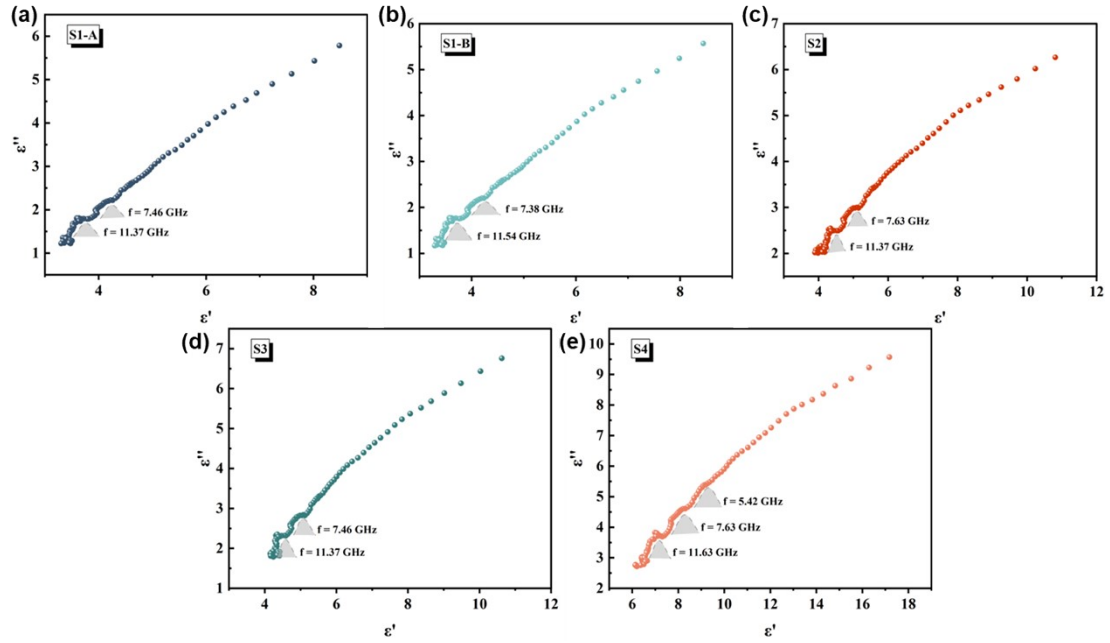 (a)
S1-A
ε''
6
5
4
3
2
1
f = 7.46 GHz
f = 11.37 GHz
4 6 8
ε'
(b)
S1-B
ε''
6
5
4
3
2
1
f = 7.38 GHz
f = 11.54 GHz
4 6 8
ε'
(c)
S2
ε''
7
6
5
4
3
2
f = 7.63 GHz
f = 11.37 GHz
4 6 8 10 12
ε'
(d)
S3
ε''
7
6
5
4
3
2
1
f = 7.46 GHz
f = 11.37 GHz
4 6 8 10 12
ε'
(e)
S4
ε''
10
9
8
7
6
5
4
3
2
f = 5.42 GHz
f = 7.63 GHz
f = 11.63 GHz
6 8 10 12 14 16 18
ε'